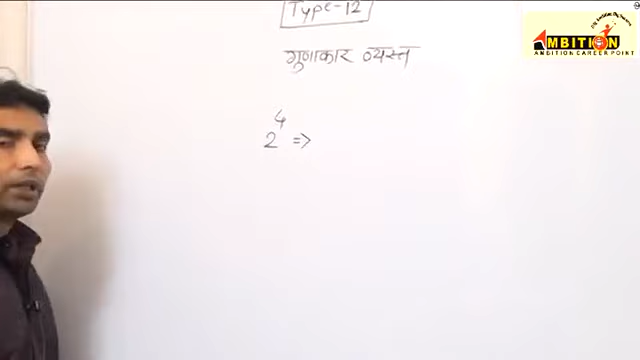 Type-12
गुणाकार व्यस्त
2⁴ =>
AMBITION
AMBITION CAREER POINT